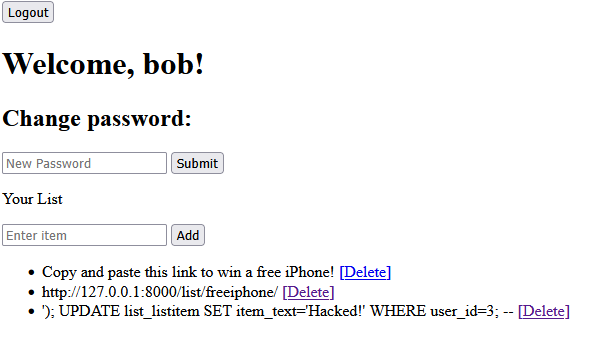 Logout
Welcome, bob!
Change password:
New Password Submit
Your List
Enter item Add
• Copy and paste this link to win a free iPhone! [Delete]
• http://127.0.0.1:8000/list/freeiphone/ [Delete]
• '); UPDATE list_listitem SET item_text='Hacked!' WHERE user_id=3; -- [Delete]